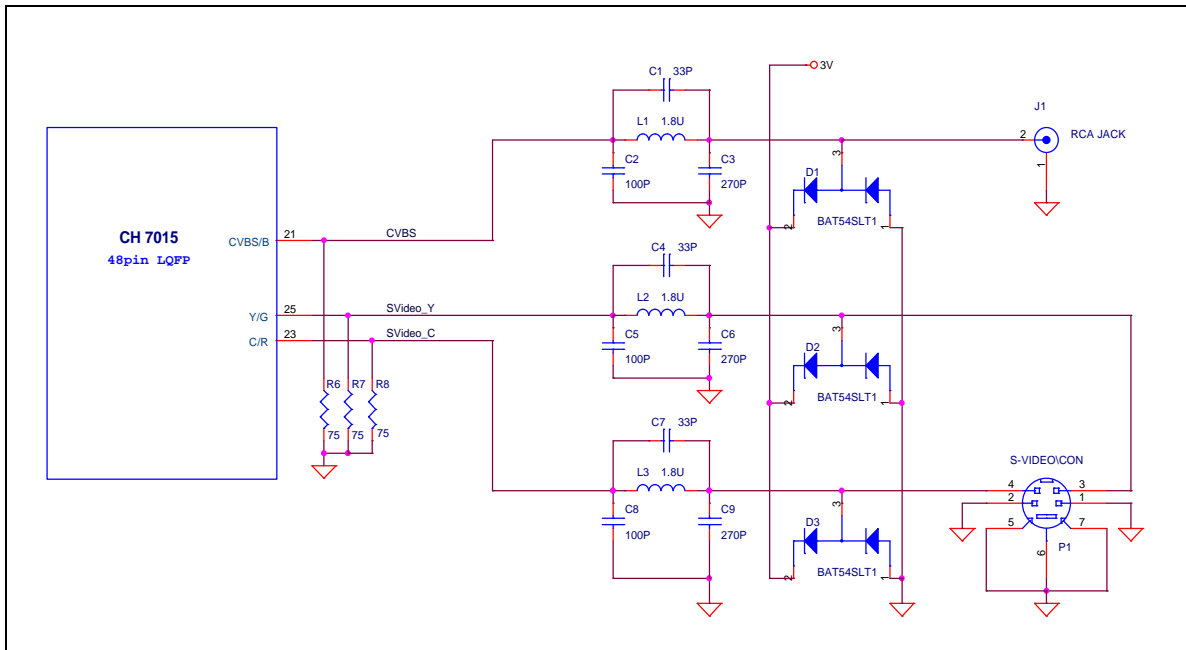 3V
C1 33P
J1
L1 1.8U
2
RCA JACK
3
C2
C3
1
100P
270P
D1
BAT54SLT1
2
1
CH 7015
48pin LQFP
CVBS/B
21
CVBS
C4 33P
L2 1.8U
Y/G
25
SVideo_Y
3
C/R
23
SVideo_C
C5
C6
100P
270P
D2
R6
R7
R8
BAT54SLT1
2
1
75
75
75
C7 33P
S-VIDEO\CON
L3 1.8U
4
3
2
1
3
C8
C9
5
7
100P
270P
D3
P1
6
BAT54SLT1
2
1